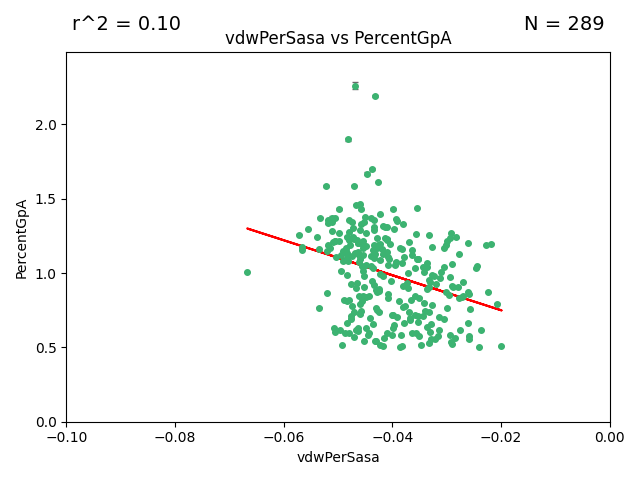 r^2 = 0.10
N = 289
vdwPerSasa vs PercentGpA
PercentGpA
2.0
1.5
1.0
0.5
0.0
−0.10
−0.08
−0.06
−0.04
−0.02
0.00
vdwPerSasa